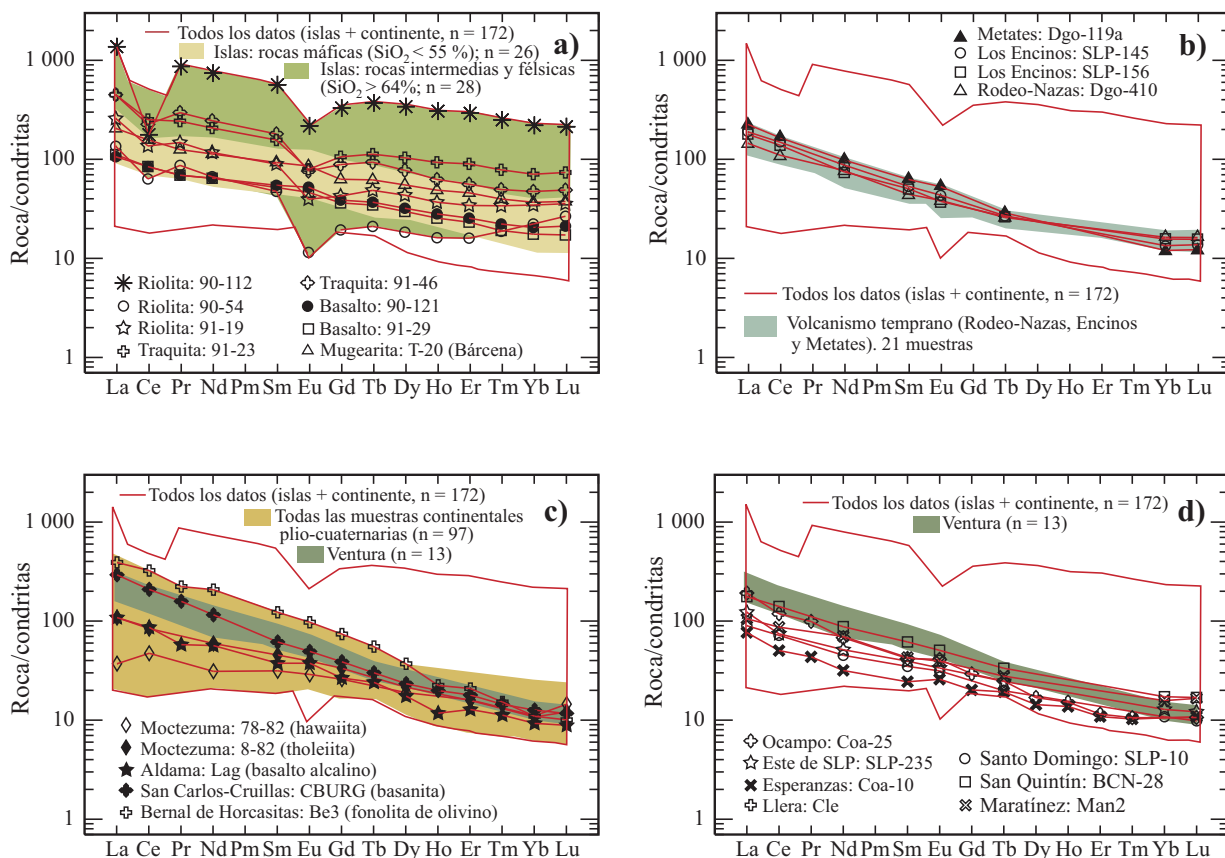 a)
Todos los datos (islas + continente, n = 172)
Islas: rocas máficas (SiO₂ < 55 %); n = 26)
Islas: rocas intermedias y félsicas
(SiO₂ > 64%; n = 28)
1 000
100
10
1
Roca/condritas
Riolita: 90-112
Riolita: 90-54
Riolita: 91-19
Traquita: 91-23
Traquita: 91-46
Basalto: 90-121
Basalto: 91-29
Mugearita: T-20 (Bárcena)
La Ce Pr Nd Pm Sm Eu Gd Tb Dy Ho Er Tm Yb Lu
b)
Metates: Dgo-119a
Los Encinos: SLP-145
Los Encinos: SLP-156
Rodeo-Nazas: Dgo-410
1 000
100
10
1
Roca/condritas
Todos los datos (islas + continente, n = 172)
Volcanismo temprano (Rodeo-Nazas, Encinos
y Metates). 21 muestras
La Ce Pr Nd Pm Sm Eu Gd Tb Dy Ho Er Tm Yb Lu
c)
Todos los datos (islas + continente, n = 172)
Todas las muestras continentales
plio-cuaternarias (n = 97)
Ventura (n = 13)
1 000
100
10
1
Roca/condritas
Moctezuma: 78-82 (hawaiita)
Moctezuma: 8-82 (tholeiita)
Aldama: Lag (basalto alcalino)
San Carlos-Cruillas: CBURG (basanita)
Bernal de Horcasitas: Be3 (fonolita de olivino)
La Ce Pr Nd Pm Sm Eu Gd Tb Dy Ho Er Tm Yb Lu
d)
Todos los datos (islas + continente, n = 172)
Ventura (n = 13)
1 000
100
10
1
Roca/condritas
Ocampo: Coa-25
Este de SLP: SLP-235
Esperanzas: Coa-10
Llera: Cle
Santo Domingo: SLP-10
San Quintín: BCN-28
Maratínez: Man2
La Ce Pr Nd Pm Sm Eu Gd Tb Dy Ho Er Tm Yb Lu